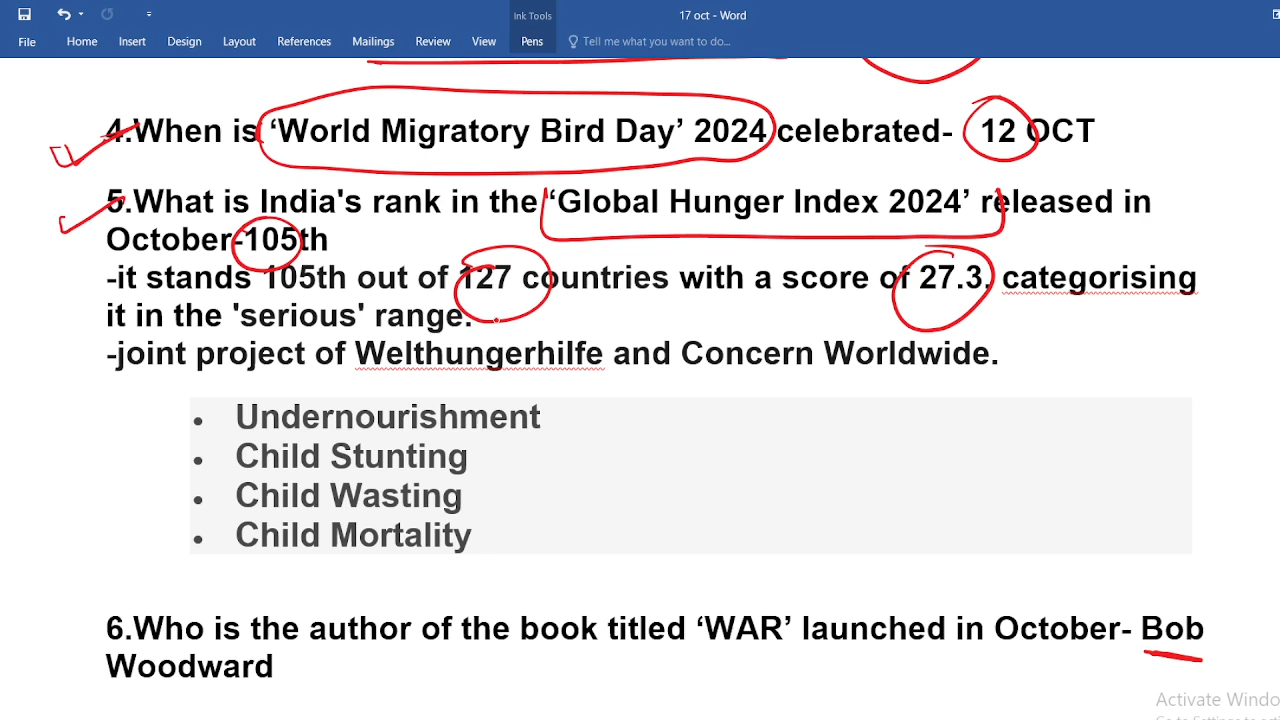 17 oct - Word
Ink Tools
File Home Insert Design Layout References Mailings Review View Pens Tell me what you want to do...
4.When is ‘World Migratory Bird Day’ 2024 celebrated- 12 OCT
5.What is India's rank in the ‘Global Hunger Index 2024’ released in
October-105th
-it stands 105th out of 127 countries with a score of 27.3, categorising
it in the 'serious' range.
-joint project of Welthungerhilfe and Concern Worldwide.
• Undernourishment
• Child Stunting
• Child Wasting
• Child Mortality
6.Who is the author of the book titled ‘WAR’ launched in October- Bob
Woodward
Activate Windo